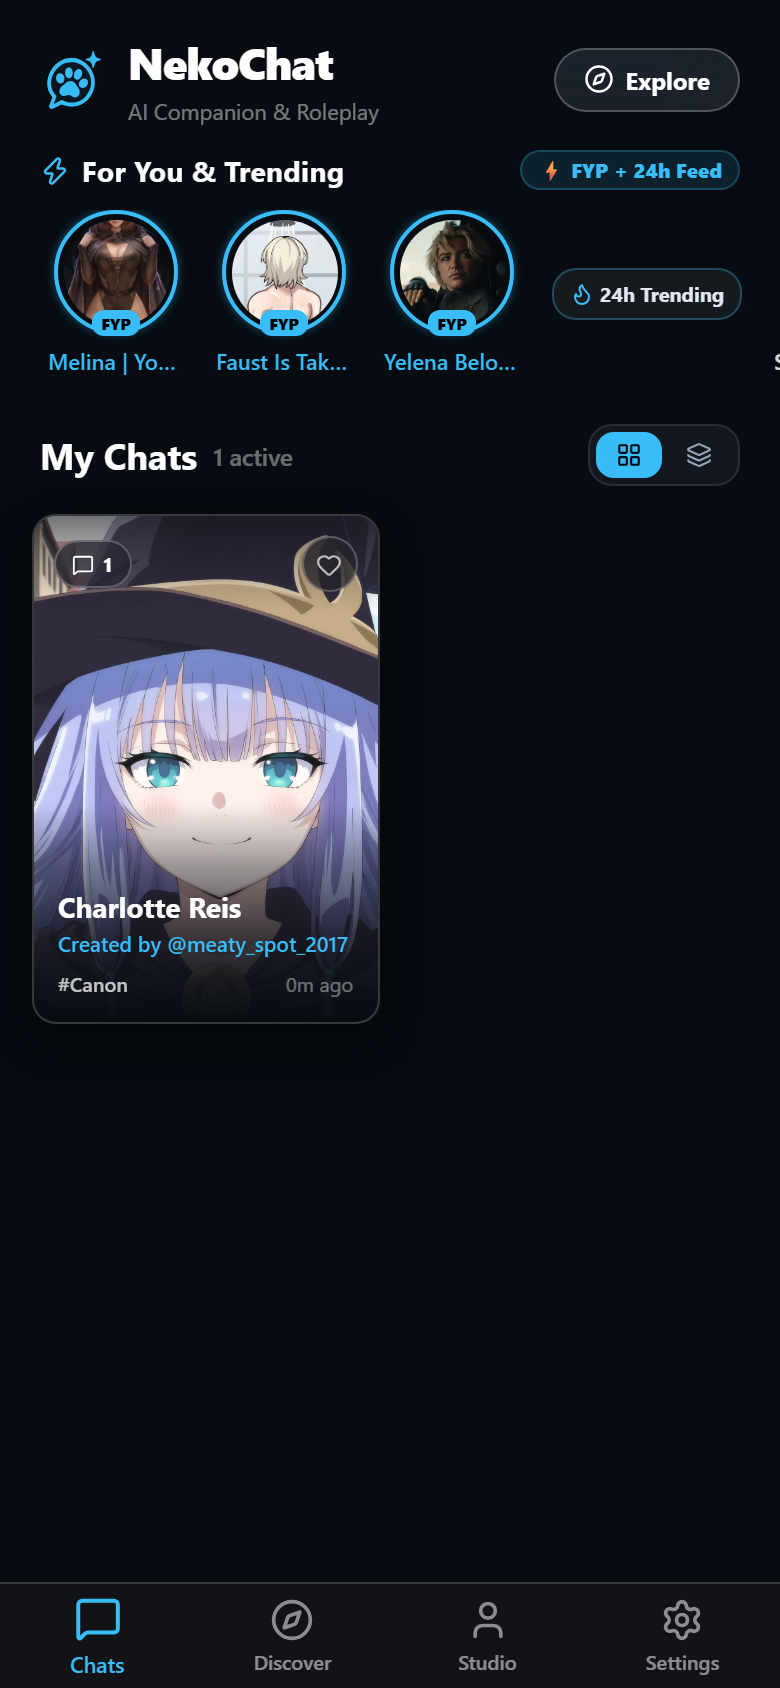 NekoChat
AI Companion & Roleplay
Explore
For You & Trending
FYP + 24h Feed
FYP
FYP
FYP
24h Trending
Melina | Yo...
Faust Is Tak...
Yelena Belo...
My Chats
1 active
1
Charlotte Reis
Created by @meaty_spot_2017
#Canon
0m ago
Chats
Discover
Studio
Settings